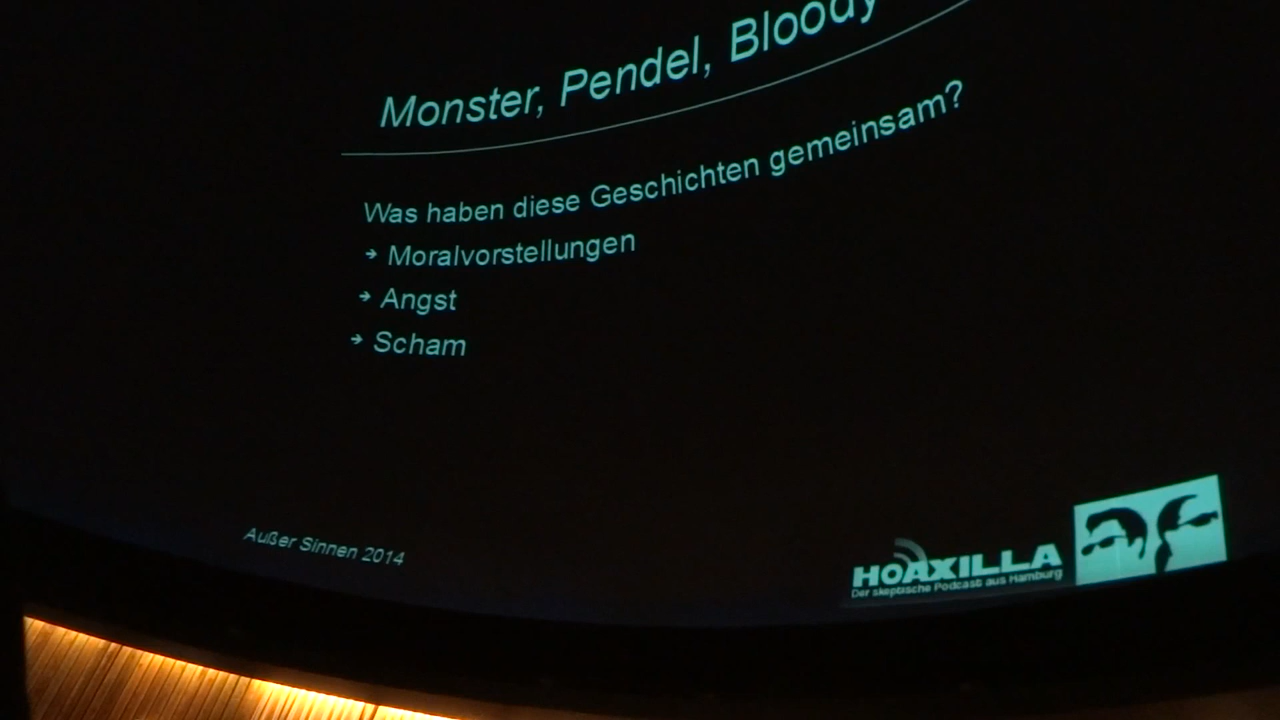 Monster, Pendel, Bloody
Was haben diese Geschichten gemeinsam?
Moralvorstellungen
Angst
Scham
Außer Sinnen 2014
HOAXILLA
Der skeptische Podcast aus Hamburg